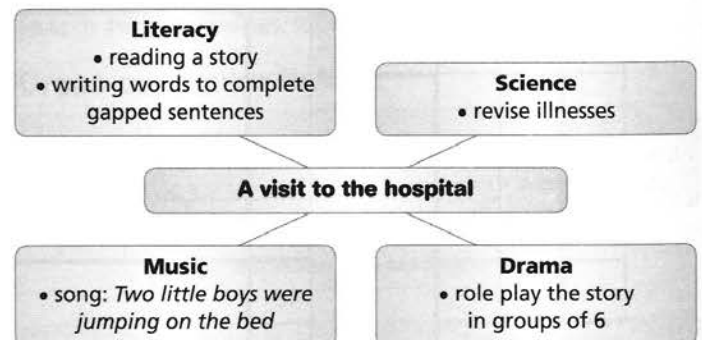 Literacy
• reading a story
• writing words to complete
gapped sentences
Science
• revise illnesses
A visit to the hospital
Music
• song: Two little boys were
jumping on the bed
Drama
• role play the story
in groups of 6